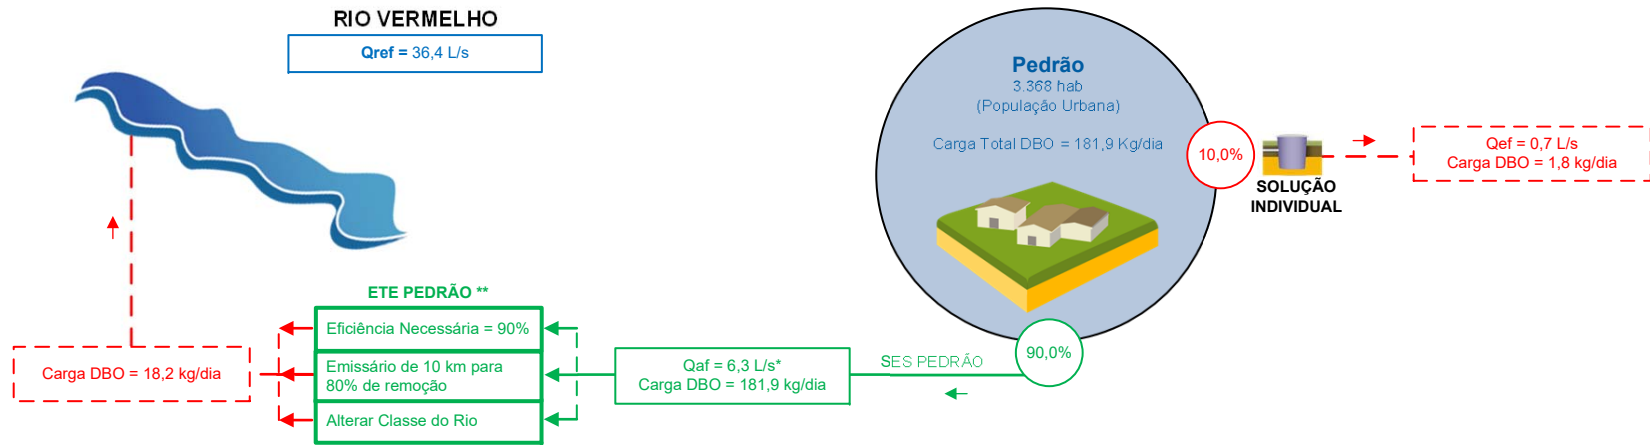 RIO VERMELHO
Qref = 36,4 L/s
Pedrão
3.368 hab
(População Urbana)
Carga Total DBO = 181,9 Kg/dia
10,0%
SOLUÇÃO
INDIVIDUAL
Qef = 0,7 L/s
Carga DBO = 1,8 kg/dia
ETE PEDRÃO **
Eficiência Necessária = 90%
Emissário de 10 km para
80% de remoção
Alterar Classe do Rio
Carga DBO = 18,2 kg/dia
Qaf = 6,3 L/s*
Carga DBO = 181,9 kg/dia
SES PEDRÃO
90,0%